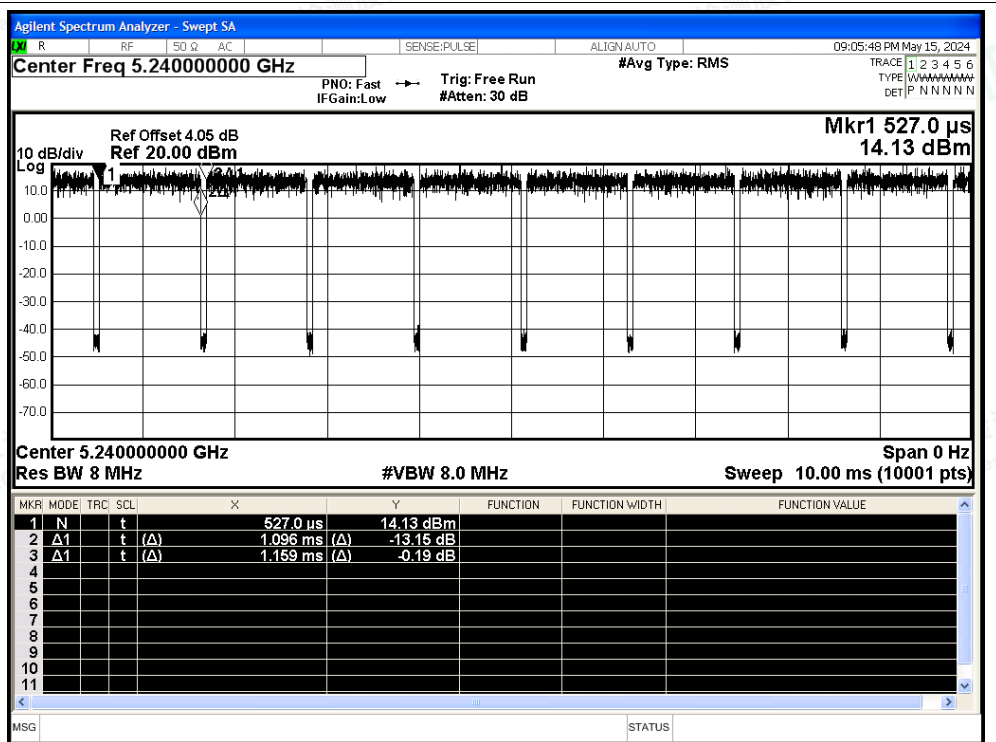 Agilent Spectrum Analyzer - Swept SA
LXI R RF 50 Ω AC SENSE:PULSE ALIGN AUTO 09:05:48 PM May 15, 2024
Center Freq 5.240000000 GHz #Avg Type: RMS TRACE 1 2 3 4 5 6
PNO: Fast Trig: Free Run TYPE WWWWWW
IFGain:Low #Atten: 30 dB DET P N N N N N
Mkr1 527.0 µs
Ref Offset 4.05 dB
10 dB/div Ref 20.00 dBm 14.13 dBm
Log
1
3Δ1
10.0
2Δ1
0.00
-10.0
-20.0
-30.0
-40.0
-50.0
-60.0
-70.0
Center 5.240000000 GHz Span 0 Hz
Res BW 8 MHz #VBW 8.0 MHz Sweep 10.00 ms (10001 pts)
MKR MODE TRC SCL X Y FUNCTION FUNCTION WIDTH FUNCTION VALUE
1 N t 527.0 µs 14.13 dBm
2 Δ1 t (Δ) 1.096 ms (Δ) -13.15 dB
3 Δ1 t (Δ) 1.159 ms (Δ) -0.19 dB
4
5
6
7
8
9
10
11
MSG STATUS